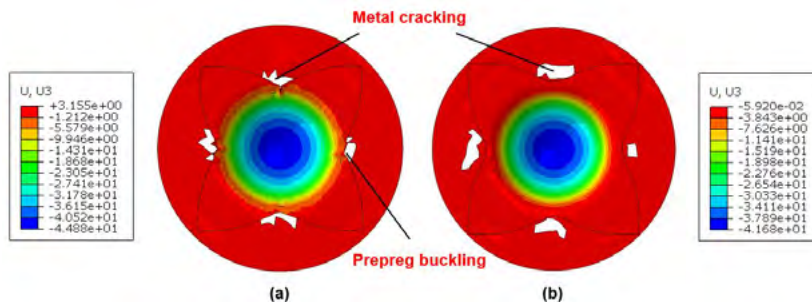 Metal cracking
U, U3
+3.155e+00
-1.212e+00
-5.579e+00
-9.946e+00
-1.431e+01
-1.868e+01
-2.305e+01
-2.741e+01
-3.178e+01
-3.615e+01
-4.052e+01
-4.488e+01
U, U3
-5.920e-02
-3.843e+00
-7.626e+00
-1.141e+01
-1.519e+01
-1.898e+01
-2.276e+01
-2.654e+01
-3.033e+01
-3.411e+01
-3.789e+01
-4.168e+01
Prepreg buckling
(a)
(b)